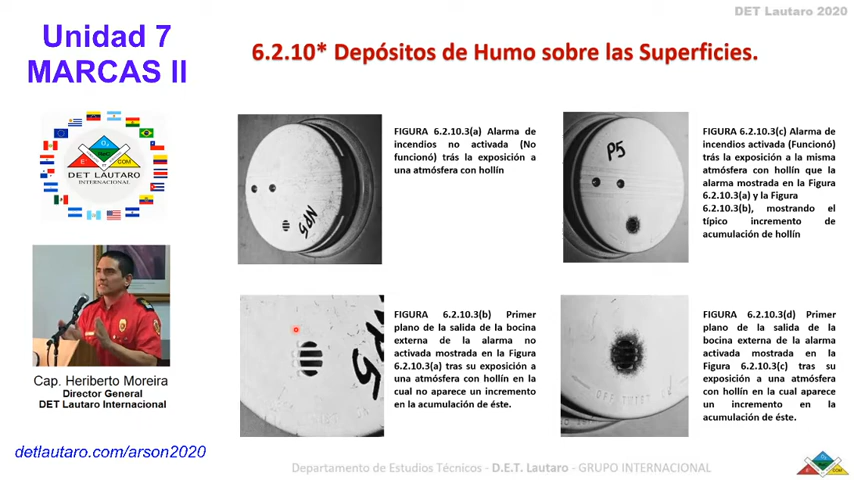 DET Lautaro 2020
Unidad 7
MARCAS II
6.2.10* Depósitos de Humo sobre las Superficies.
DET LAUTARO
INTERNACIONAL
FIGURA 6.2.10.3(a) Alarma de
incendios no activada (No
funcionó) trás la exposición a
una atmósfera con hollín
NP5
P5
FIGURA 6.2.10.3(c) Alarma de
incendios activada (Funcionó)
trás la exposición a la misma
atmósfera con hollín que la
alarma mostrada en la Figura
6.2.10.3(a) y la Figura
6.2.10.3(b), mostrando el
típico incremento de
acumulación de hollín
FIGURA 6.2.10.3(b) Primer
plano de la salida de la bocina
externa de la alarma no
activada mostrada en la Figura
6.2.10.3(a) tras su exposición a
una atmósfera con hollín en la
cual no aparece un incremento
en la acumulación de éste.
FIGURA 6.2.10.3(d) Primer
plano de la salida de la
bocina externa de la alarma
activada mostrada en la
Figura 6.2.10.3(c) tras su
exposición a una atmósfera
con hollín en la cual aparece
un incremento en la
acumulación de éste.
Cap. Heriberto Moreira
Director General
DET Lautaro Internacional
detlautaro.com/arson2020
Departamento de Estudios Técnicos - D.E.T. Lautaro - GRUPO INTERNACIONAL